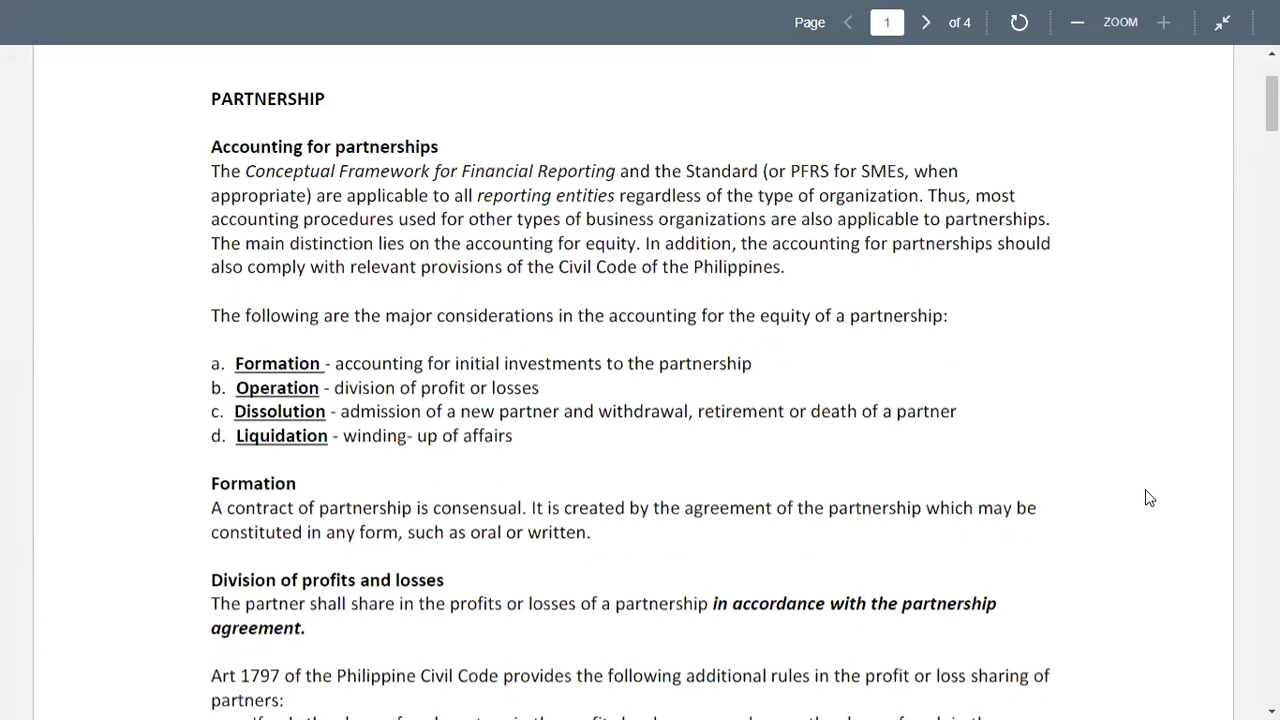 Page 1 of 4 ZOOM
PARTNERSHIP
Accounting for partnerships
The Conceptual Framework for Financial Reporting and the Standard (or PFRS for SMEs, when
appropriate) are applicable to all reporting entities regardless of the type of organization. Thus, most
accounting procedures used for other types of business organizations are also applicable to partnerships.
The main distinction lies on the accounting for equity. In addition, the accounting for partnerships should
also comply with relevant provisions of the Civil Code of the Philippines.
The following are the major considerations in the accounting for the equity of a partnership:
a. Formation - accounting for initial investments to the partnership
b. Operation - division of profit or losses
c. Dissolution - admission of a new partner and withdrawal, retirement or death of a partner
d. Liquidation - winding- up of affairs
Formation
A contract of partnership is consensual. It is created by the agreement of the partnership which may be
constituted in any form, such as oral or written.
Division of profits and losses
The partner shall share in the profits or losses of a partnership in accordance with the partnership
agreement.
Art 1797 of the Philippine Civil Code provides the following additional rules in the profit or loss sharing of
partners: